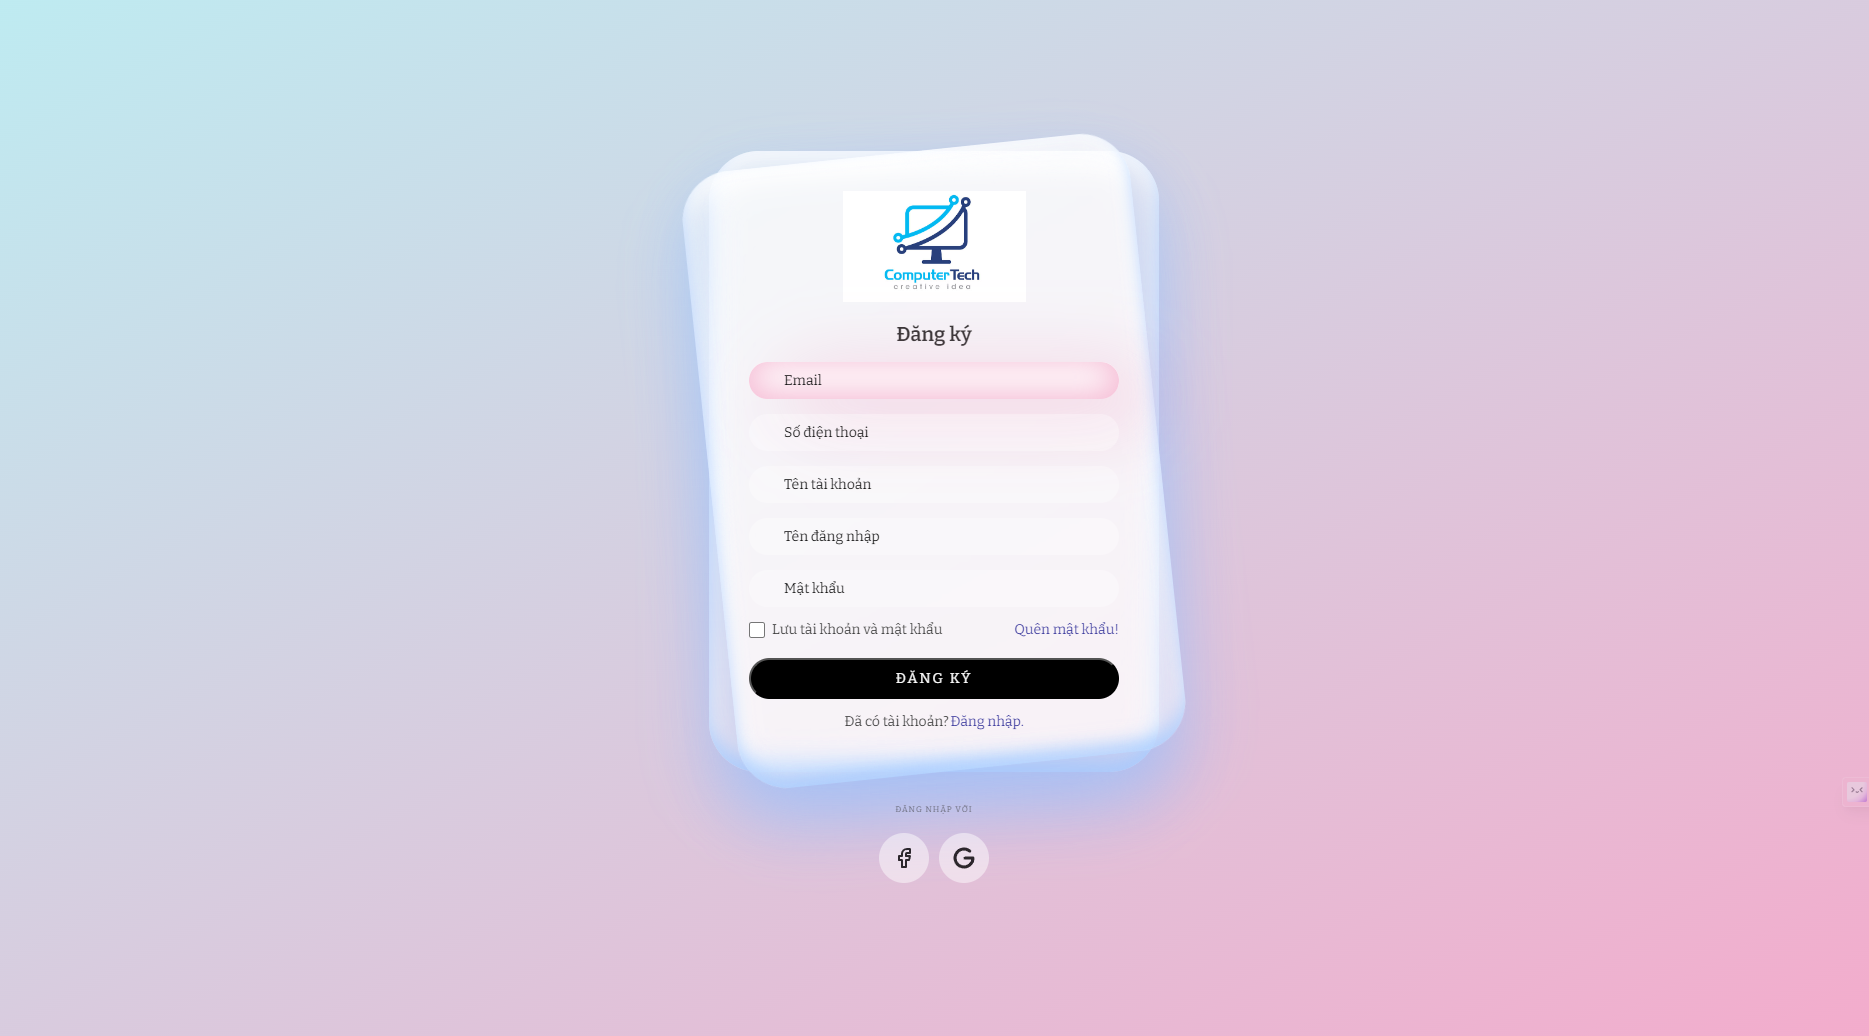 ComputerTech
creative idea
Đăng ký
Email
Số điện thoại
Tên tài khoản
Tên đăng nhập
Mật khẩu
Lưu tài khoản và mật khẩu Quên mật khẩu!
ĐĂNG KÝ
Đã có tài khoản? Đăng nhập.
ĐĂNG NHẬP VỚI